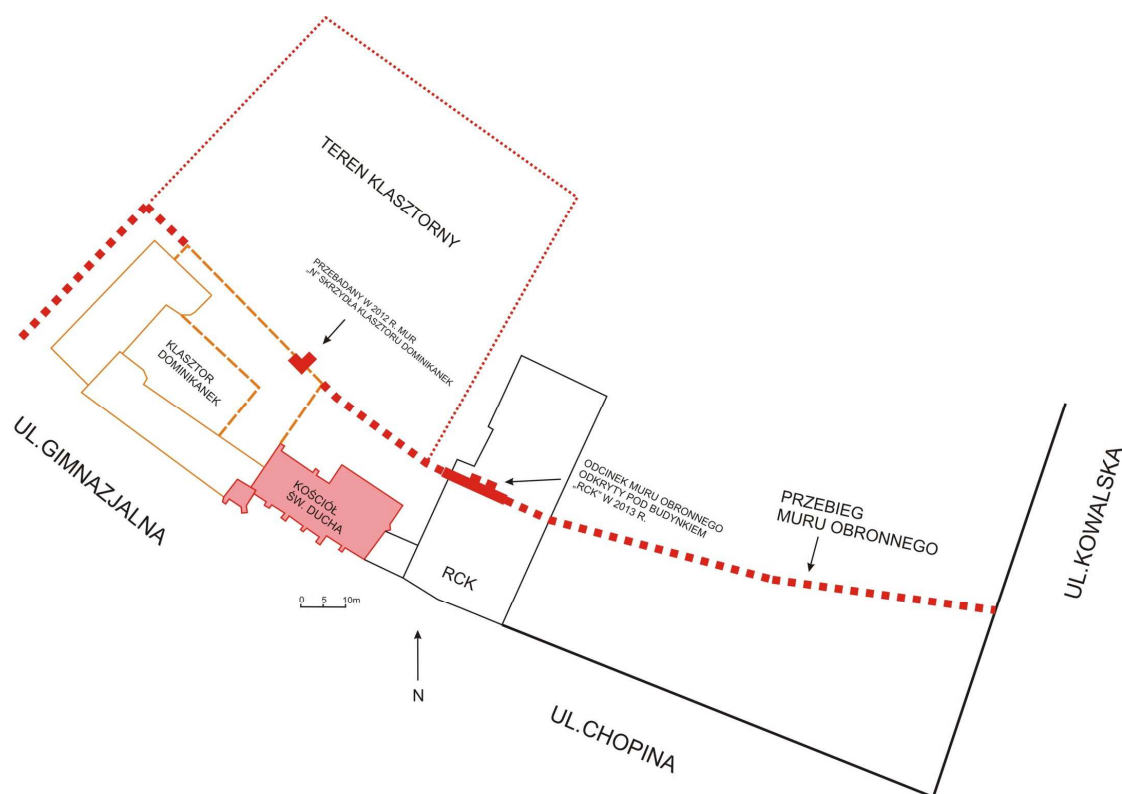 TEREN KLASZTORNY
PRZEBADANY W 2012 R. MUR
„N” SKRZYDŁA KLASZTORU DOMINIKANEK
KLASZTOR
DOMINIKANEK
UL.GIMNAZJALNA
KOŚCIÓŁ
ŚW. DUCHA
ODCINEK MURU OBRONNEGO
ODKRYTY POD BUDYNKIEM
„RCK” W 2013 R.
PRZEBIEG
MURU OBRONNEGO
UL.KOWALSKA
RCK
0 5 10m
N
UL.CHOPINA